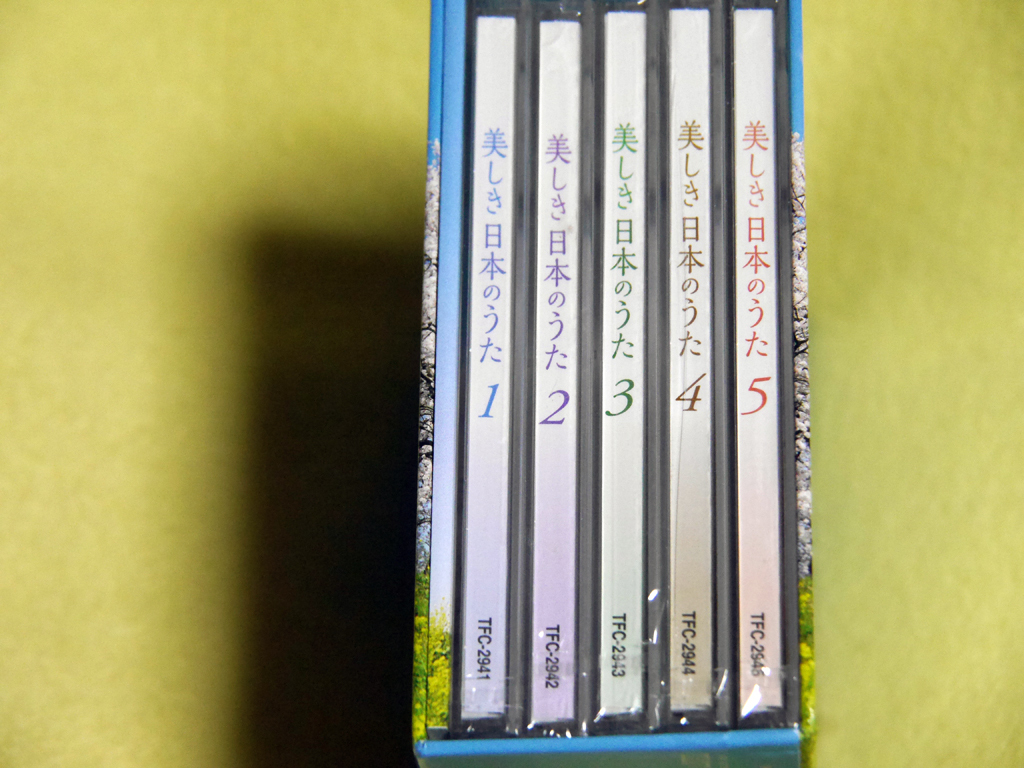 美しき日本のうた 1
TFC-2941
美しき日本のうた 2
TFC-2942
美しき日本のうた 3
TFC-2943
美しき日本のうた 4
TFC-2944
美しき日本のうた 5
TFC-2945